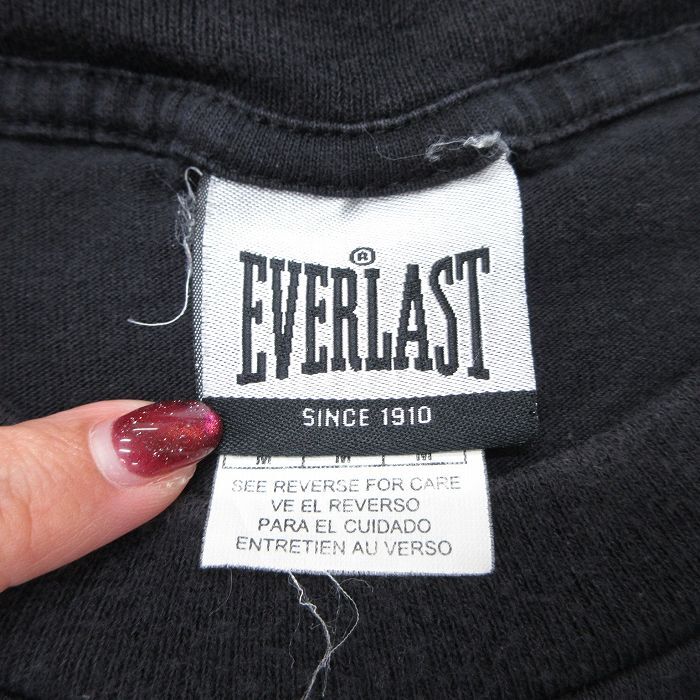 ®
EVERLAST
SINCE 1910
M M M
SEE REVERSE FOR CARE
VE EL REVERSO
PARA EL CUIDADO
ENTRETIEN AU VERSO